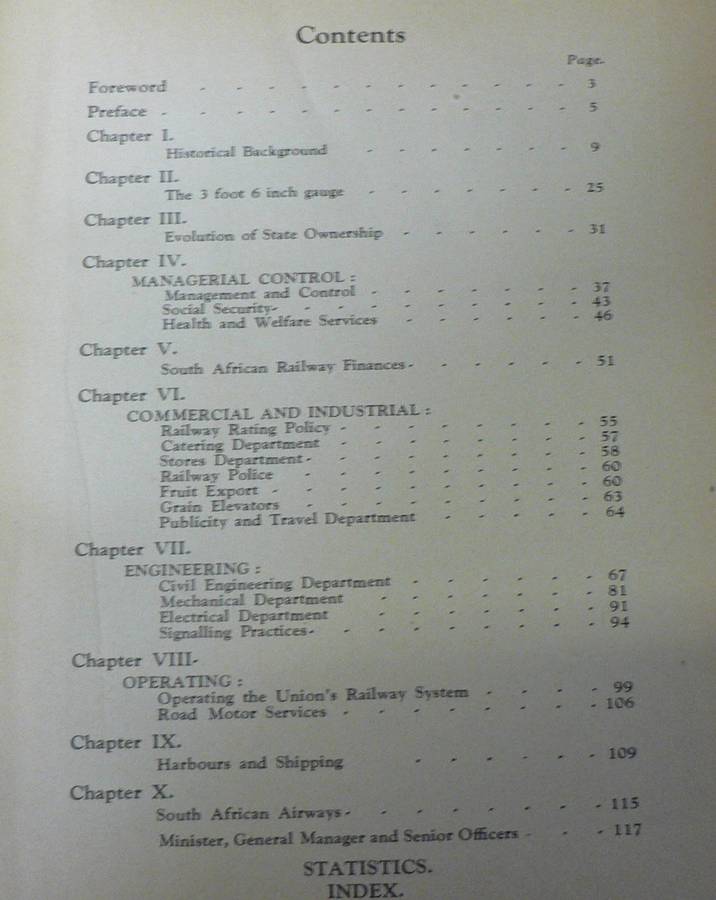 Contents
Page.
Foreword - - - - - - - - - - - 3
Preface - - - - - - - - - - - - 5
Chapter I.
Historical Background - - - - - - - 9
Chapter II.
The 3 foot 6 inch gauge - - - - - - - 25
Chapter III.
Evolution of State Ownership - - - - - - 31
Chapter IV.
MANAGERIAL CONTROL :
Management and Control - - - - - - - 37
Social Security- - - - - - - - - - 43
Health and Welfare Services - - - - - - 46
Chapter V.
South African Railway Finances- - - - - - 51
Chapter VI.
COMMERCIAL AND INDUSTRIAL :
Railway Rating Policy - - - - - - - - 55
Catering Department - - - - - - - - 57
Stores Department - - - - - - - - - 58
Railway Police - - - - - - - - - 60
Fruit Export - - - - - - - - - - 60
Grain Elevators - - - - - - - - - 63
Publicity and Travel Department - - - - - 64
Chapter VII.
ENGINEERING :
Civil Engineering Department - - - - - - 67
Mechanical Department - - - - - - - 81
Electrical Department - - - - - - - 91
Signalling Practices- - - - - - - - - 94
Chapter VIII-
OPERATING :
Operating the Union's Railway System - - - - 99
Road Motor Services - - - - - - - - 106
Chapter IX.
Harbours and Shipping - - - - - - 109
Chapter X.
South African Airways- - - - - - - - 115
Minister, General Manager and Senior Officers - - - 117
STATISTICS.
INDEX.